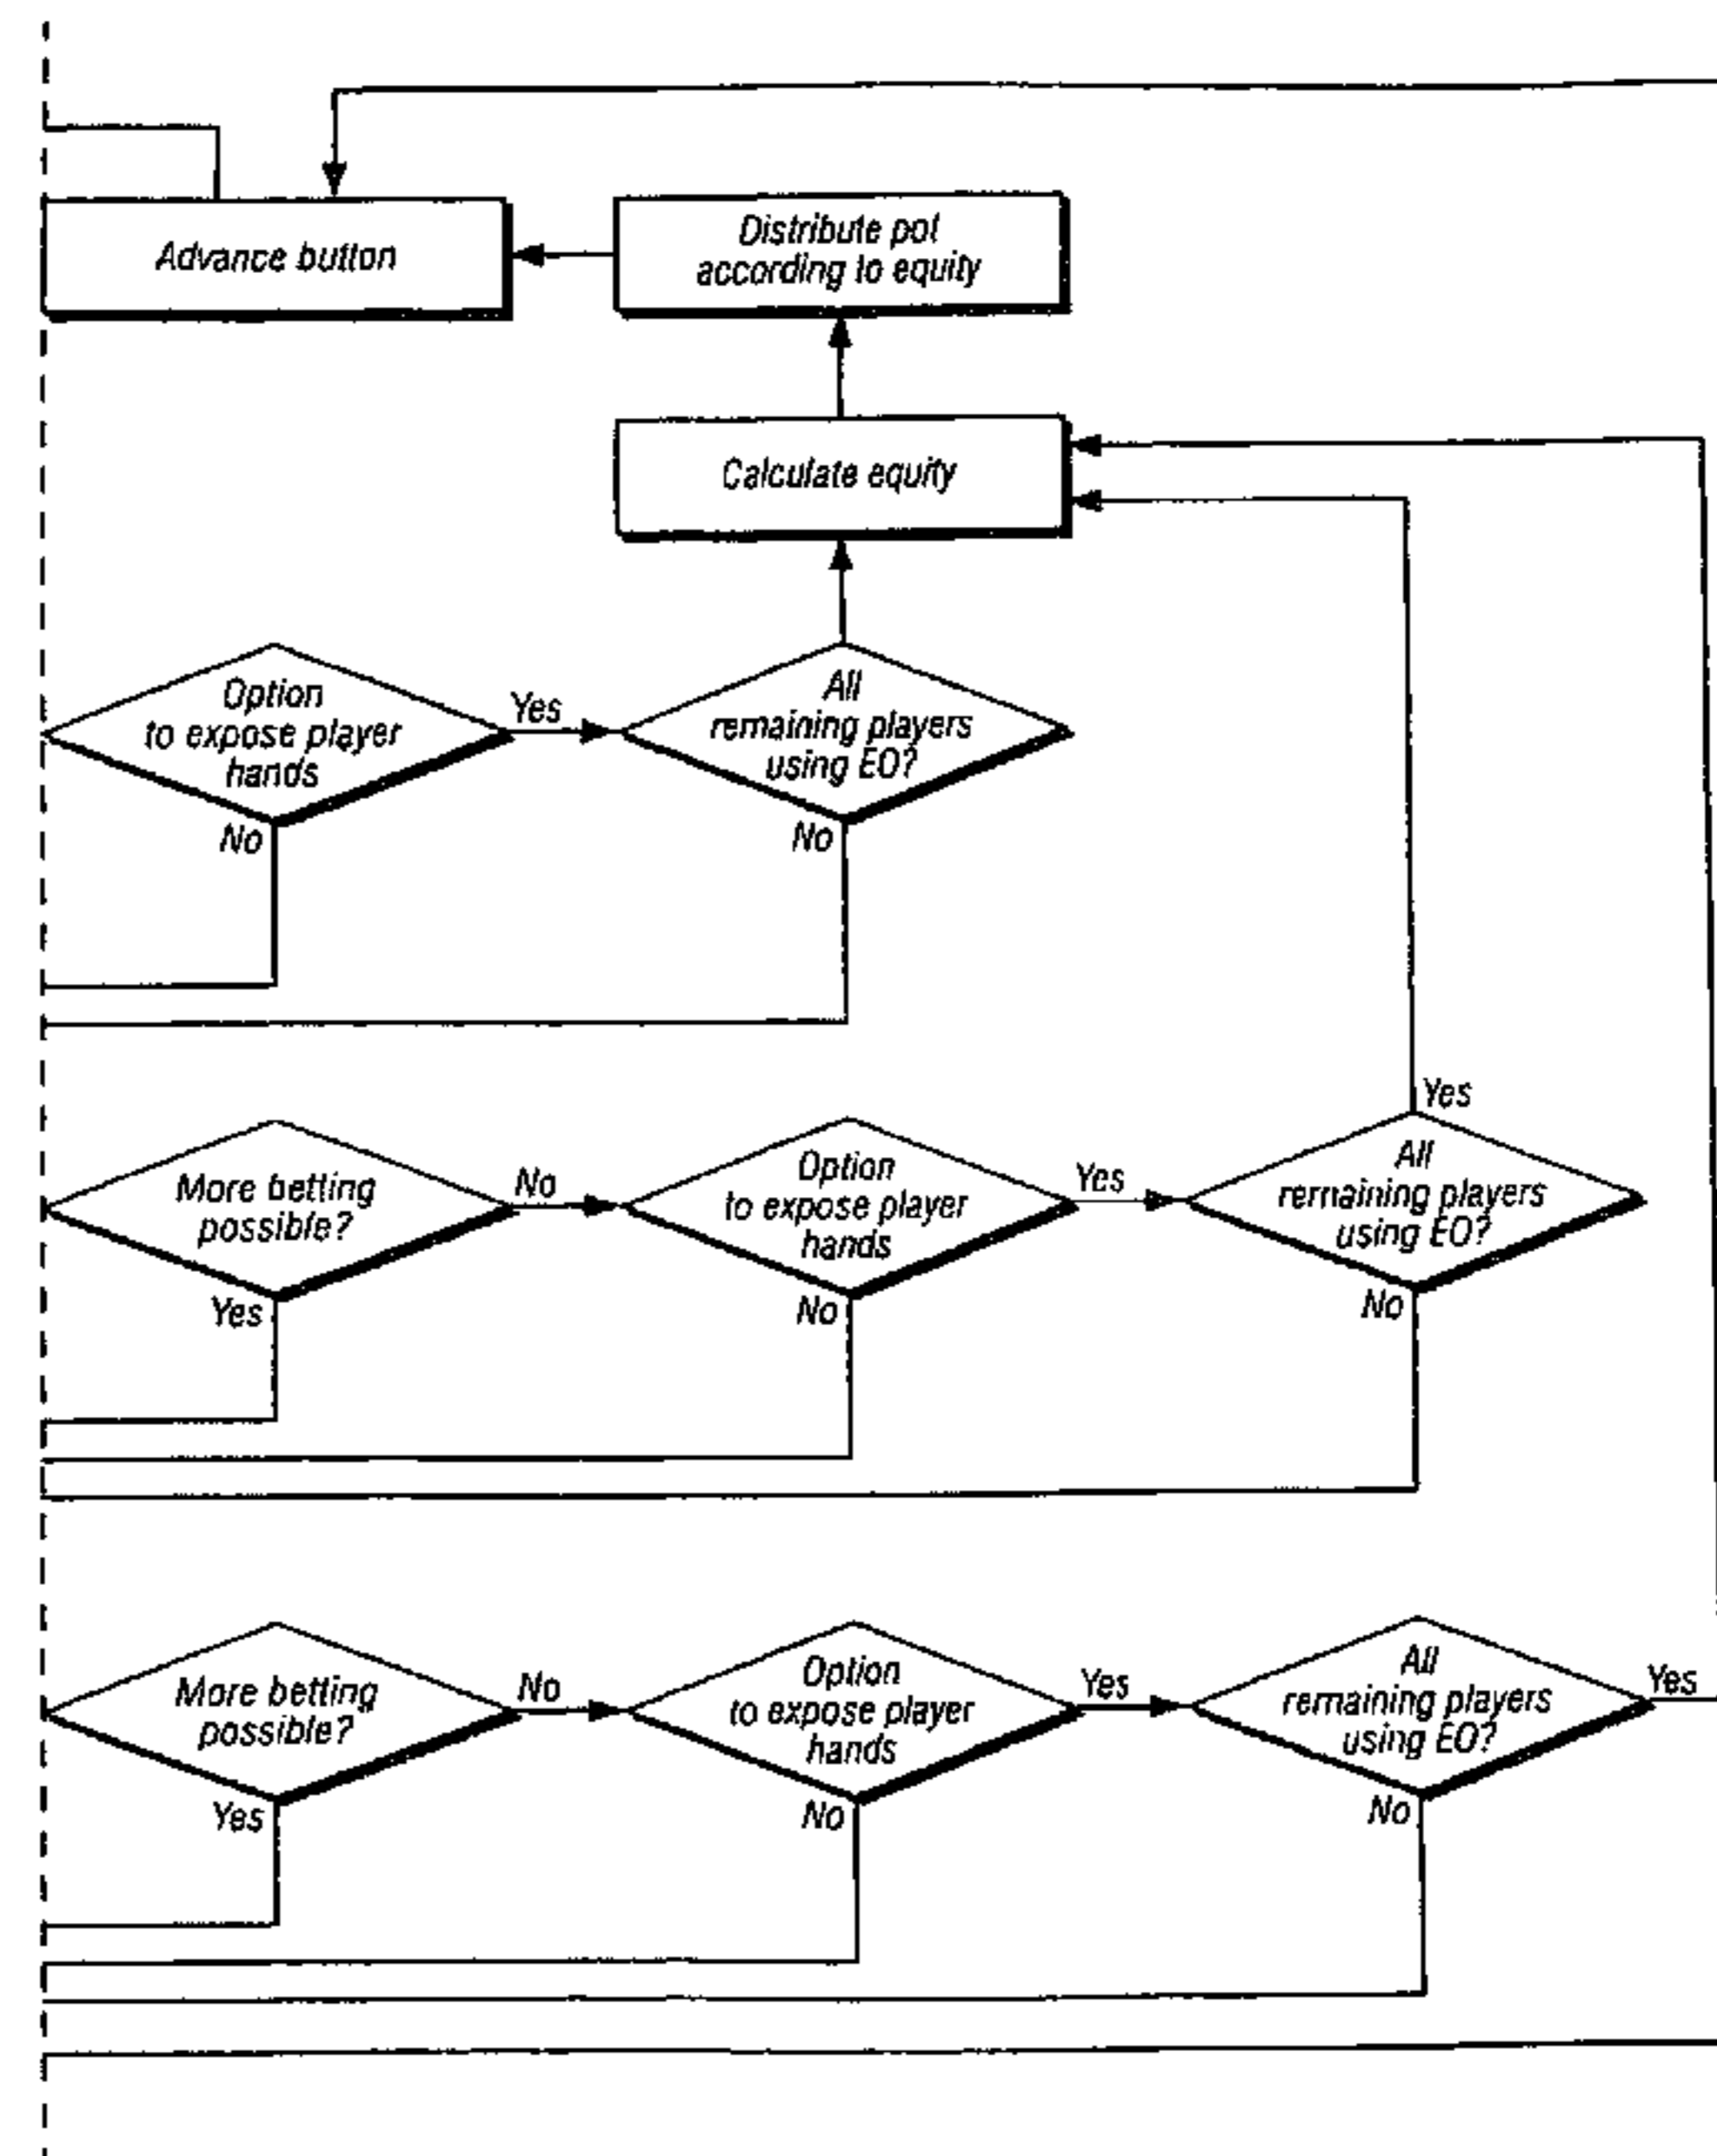 Advance button
Distribute pot
according to equity
Calculate equity
Option
to expose player
hands
Yes
All
remaining players
using EO?
No
No
More betting
possible?
No
Option
to expose player
hands
Yes
All
remaining players
using EO?
Yes
Yes
No
No
More betting
possible?
No
Option
to expose player
hands
Yes
All
remaining players
using EO?
Yes
Yes
No
No